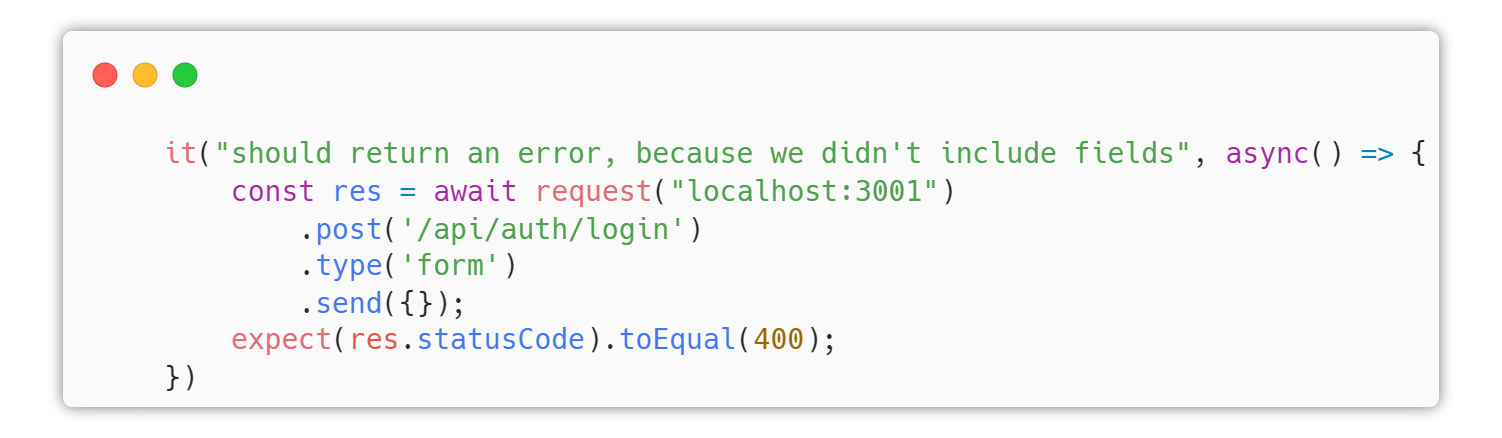 it("should return an error, because we didn't include fields", async() => {
    const res = await request("localhost:3001")
        .post('/api/auth/login')
        .type('form')
        .send({});
    expect(res.statusCode).toEqual(400);
})